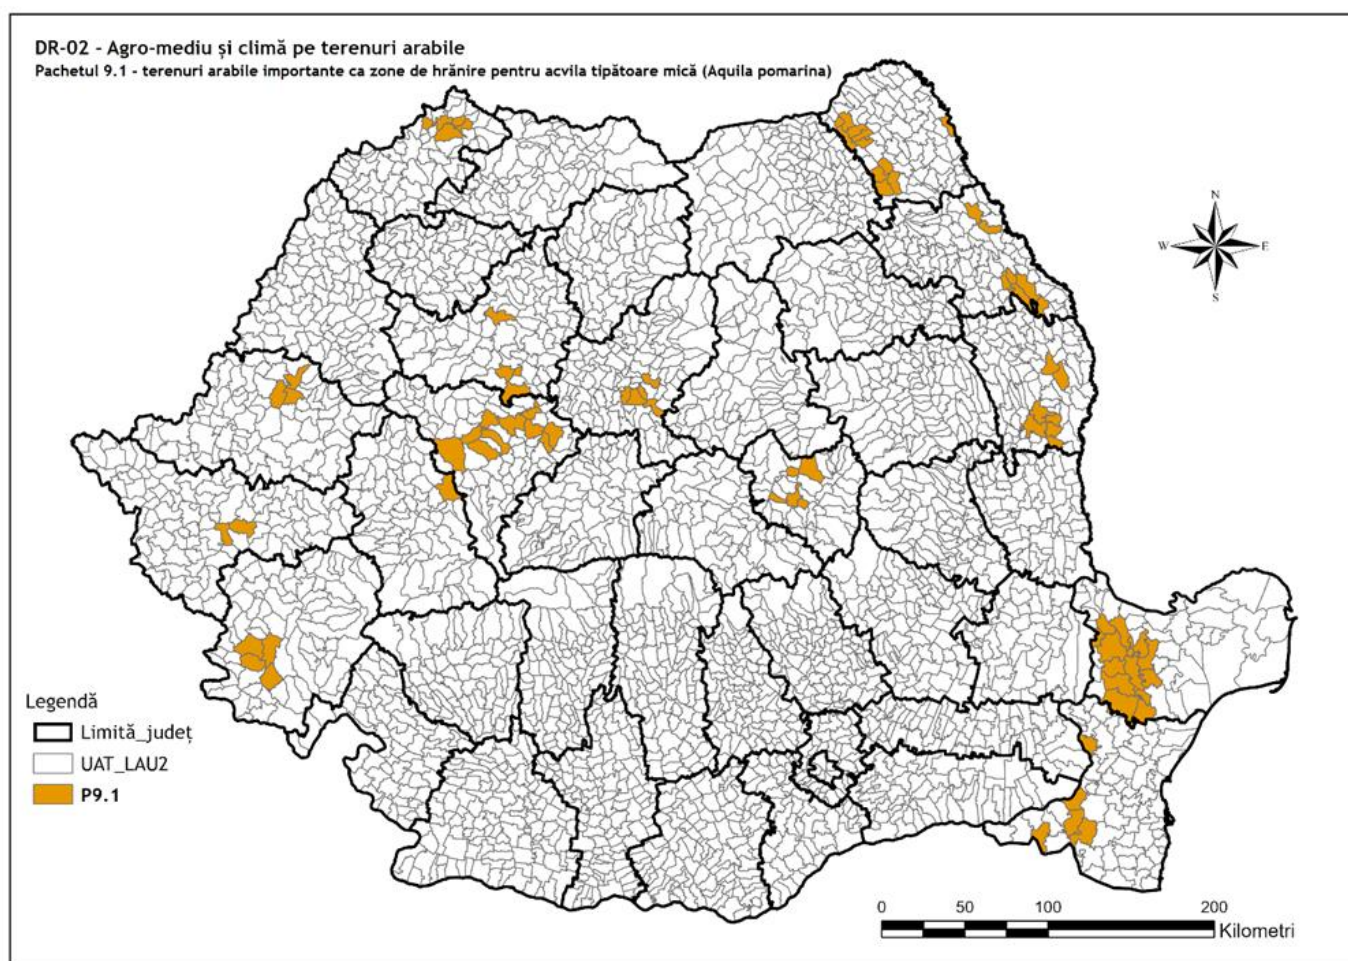 DR-02 - Agro-mediu și climă pe terenuri arabile
Pachetul 9.1 - terenuri arabile importante ca zone de hrănire pentru acvila tipătoare mică (Aquila pomarina)
N
W E
S
Legendă
Limită_județ
UAT_LAU2
P9.1
0 50 100 200
Kilometri